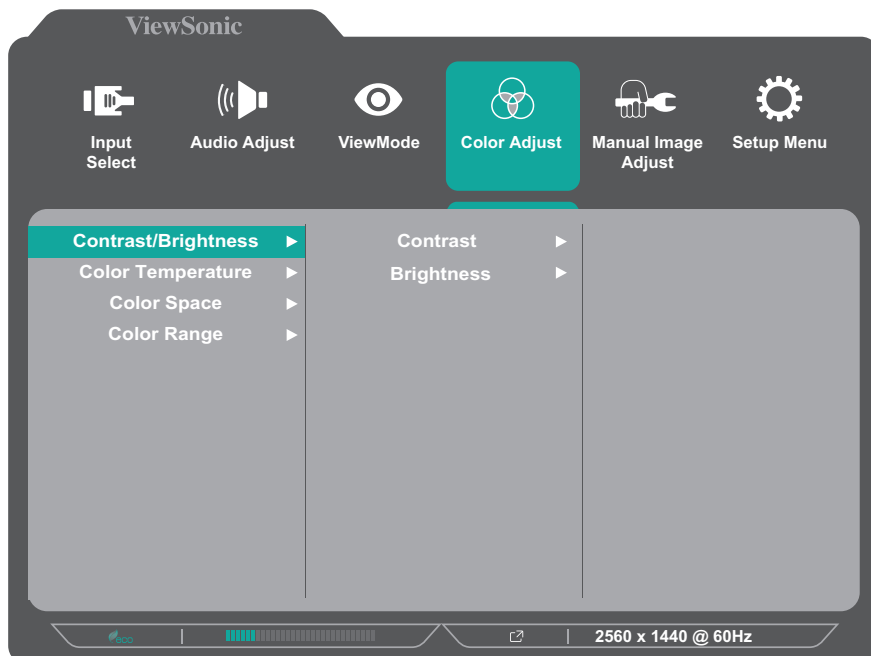 ViewSonic
Input
Select
Audio Adjust
ViewMode
Color Adjust
Manual Image
Adjust
Setup Menu
Contrast/Brightness
Color Temperature
Color Space
Color Range
Contrast
Brightness
eco
2560 x 1440 @ 60Hz